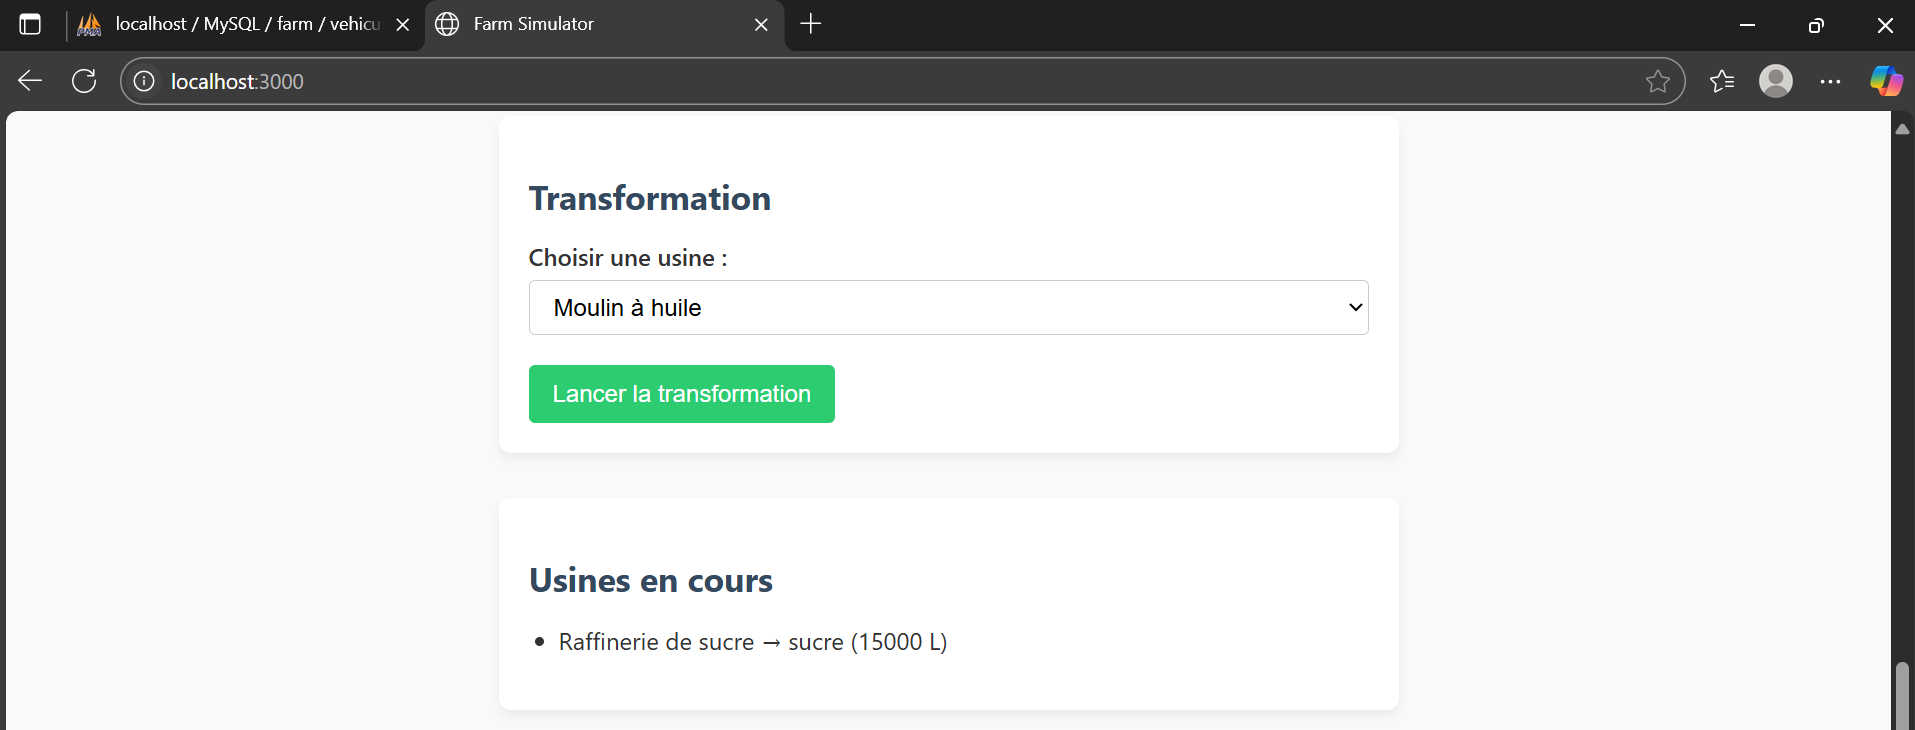 localhost / MySQL / farm / vehicu
Farm Simulator
localhost:3000
Transformation
Choisir une usine :
Moulin à huile
Lancer la transformation
Usines en cours
• Raffinerie de sucre → sucre (15000 L)